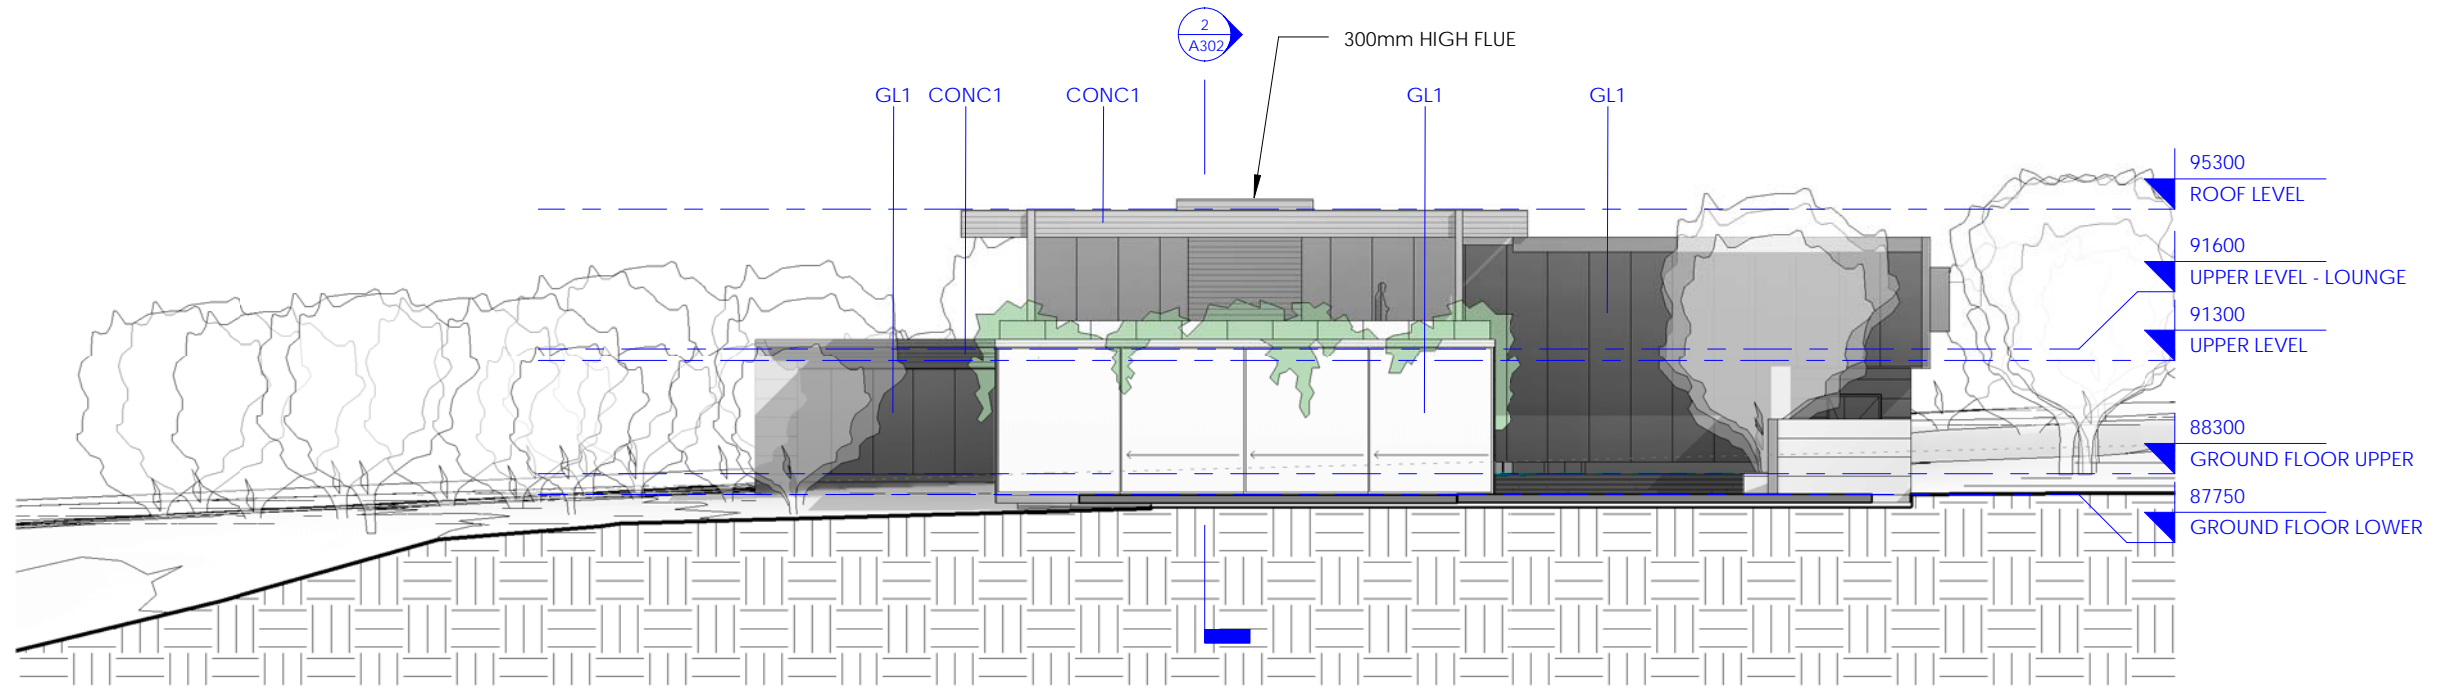 2
A302
300mm HIGH FLUE
GL1 CONC1 CONC1 GL1 GL1
95300
ROOF LEVEL
91600
UPPER LEVEL - LOUNGE
91300
UPPER LEVEL
88300
GROUND FLOOR UPPER
87750
GROUND FLOOR LOWER